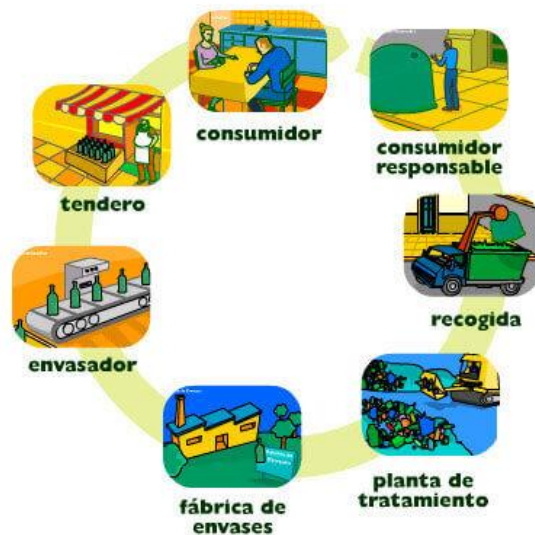 consumidor
consumidor
responsable
recogida
planta de
tratamiento
fábrica de
envases
envasador
tendero